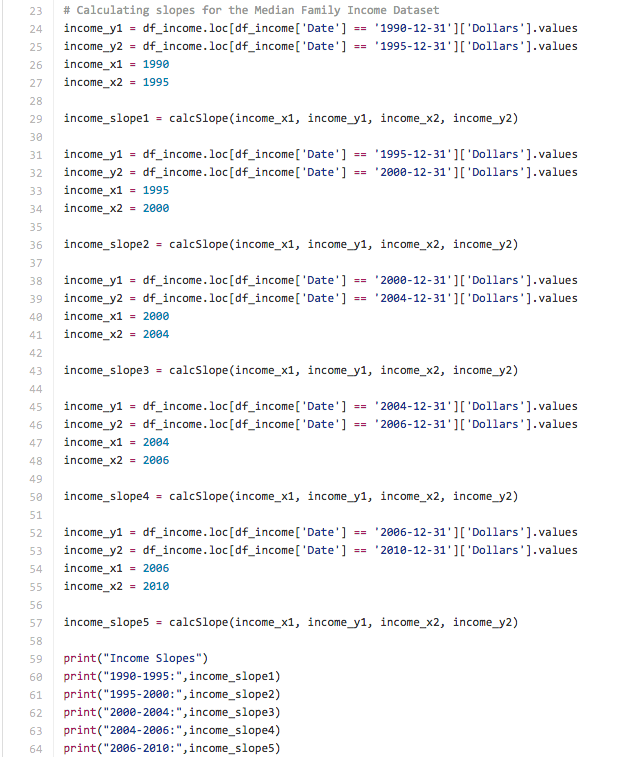 23 # Calculating slopes for the Median Family Income Dataset
24 income_y1 = df_income.loc[df_income['Date'] == '1990-12-31']['Dollars'].values
25 income_y2 = df_income.loc[df_income['Date'] == '1995-12-31']['Dollars'].values
26 income_x1 = 1990
27 income_x2 = 1995
28
29 income_slope1 = calcSlope(income_x1, income_y1, income_x2, income_y2)
30
31 income_y1 = df_income.loc[df_income['Date'] == '1995-12-31']['Dollars'].values
32 income_y2 = df_income.loc[df_income['Date'] == '2000-12-31']['Dollars'].values
33 income_x1 = 1995
34 income_x2 = 2000
35
36 income_slope2 = calcSlope(income_x1, income_y1, income_x2, income_y2)
37
38 income_y1 = df_income.loc[df_income['Date'] == '2000-12-31']['Dollars'].values
39 income_y2 = df_income.loc[df_income['Date'] == '2004-12-31']['Dollars'].values
40 income_x1 = 2000
41 income_x2 = 2004
42
43 income_slope3 = calcSlope(income_x1, income_y1, income_x2, income_y2)
44
45 income_y1 = df_income.loc[df_income['Date'] == '2004-12-31']['Dollars'].values
46 income_y2 = df_income.loc[df_income['Date'] == '2006-12-31']['Dollars'].values
47 income_x1 = 2004
48 income_x2 = 2006
49
50 income_slope4 = calcSlope(income_x1, income_y1, income_x2, income_y2)
51
52 income_y1 = df_income.loc[df_income['Date'] == '2006-12-31']['Dollars'].values
53 income_y2 = df_income.loc[df_income['Date'] == '2010-12-31']['Dollars'].values
54 income_x1 = 2006
55 income_x2 = 2010
56
57 income_slope5 = calcSlope(income_x1, income_y1, income_x2, income_y2)
58
59 print("Income Slopes")
60 print("1990-1995:",income_slope1)
61 print("1995-2000:",income_slope2)
62 print("2000-2004:",income_slope3)
63 print("2004-2006:",income_slope4)
64 print("2006-2010:",income_slope5)